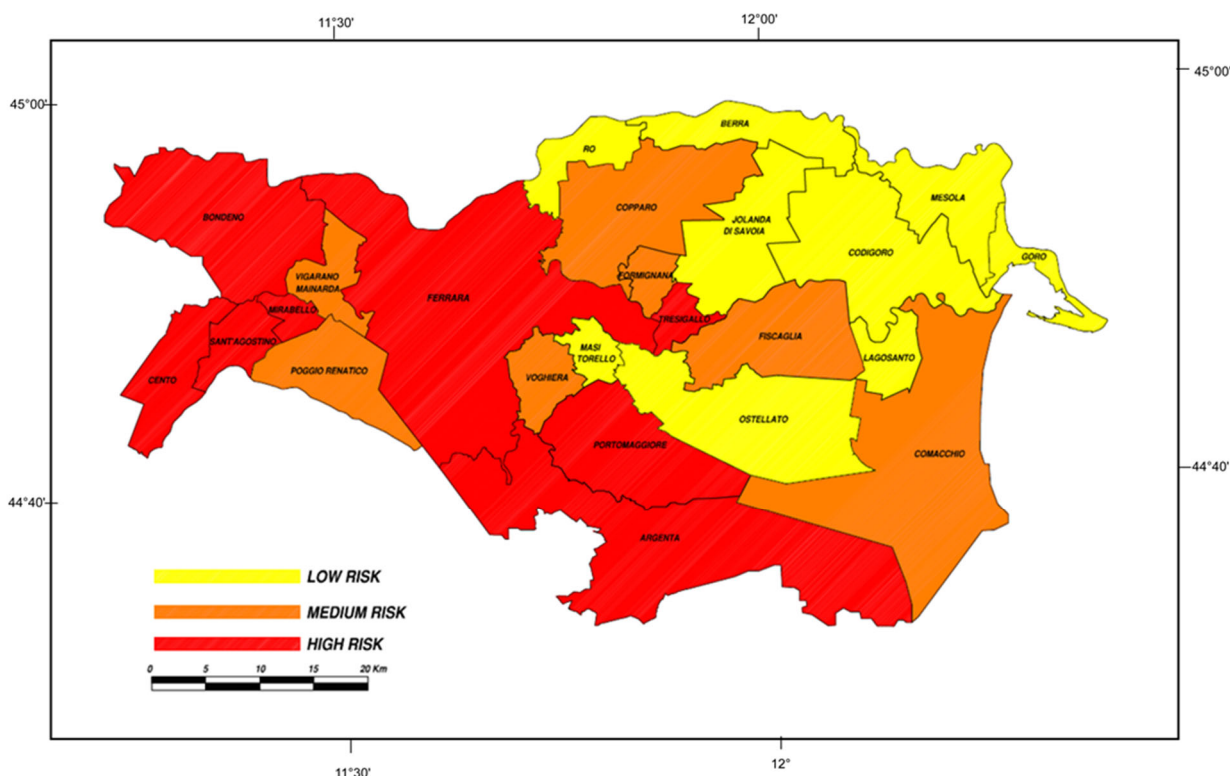 11°30'
12°00'
45°00'
45°00'
BERRA
RO
MESOLA
COPPARO
BONDENO
JOLANDA
DI SAVOIA
CODIGORO
GORO
FORMIGNANA
VIGARANO
MAINARDA
FERRARA
MIRABELLO
TRESIGALLO
FISCAGLIA
SANT'AGOSTINO
MASI
TORELLO
LAGOSANTO
POGGIO RENATICO
CENTO
VOGHIERA
OSTELLATO
PORTOMAGGIORE
COMACCHIO
44°40'
44°40'
ARGENTA
LOW RISK
MEDIUM RISK
HIGH RISK
0 5 10 15 20 Km
11°30'
12°